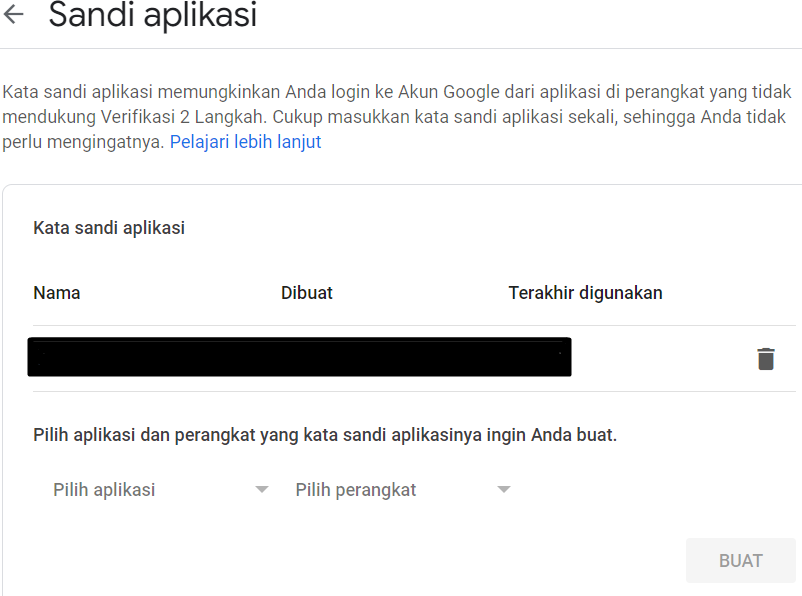 Sandi aplikasi
Kata sandi aplikasi memungkinkan Anda login ke Akun Google dari aplikasi di perangkat yang tidak
mendukung Verifikasi 2 Langkah. Cukup masukkan kata sandi aplikasi sekali, sehingga Anda tidak
perlu mengingatnya. Pelajari lebih lanjut
Kata sandi aplikasi
Nama Dibuat Terakhir digunakan
Pilih aplikasi dan perangkat yang kata sandi aplikasinya ingin Anda buat.
Pilih aplikasi Pilih perangkat
BUAT